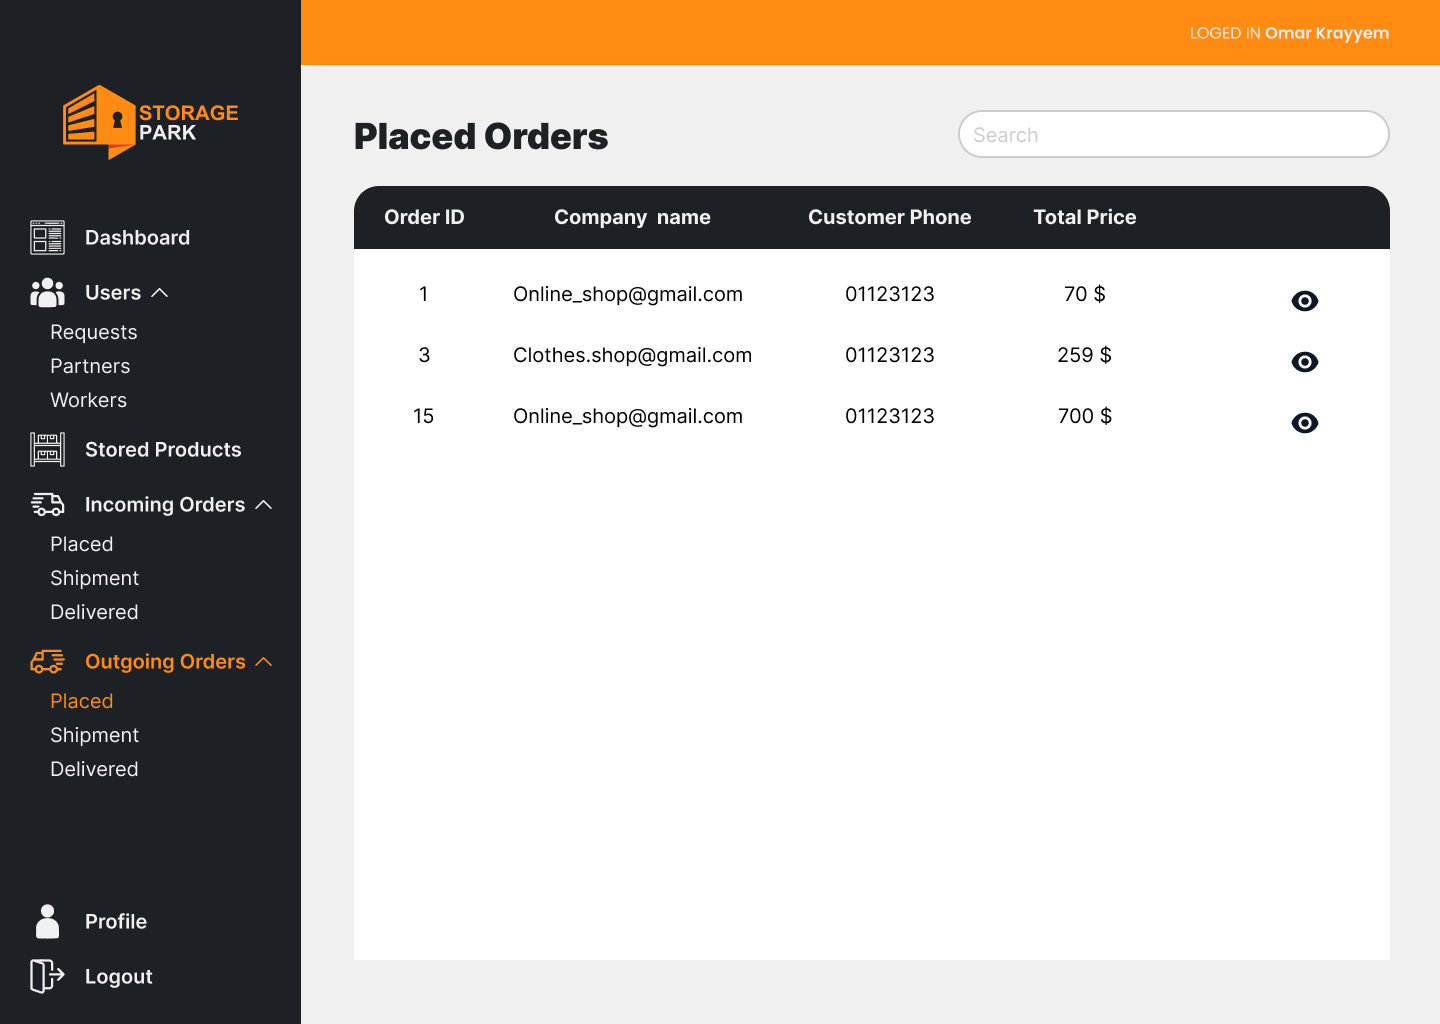 LOGED IN Omar Krayyem
STORAGE
PARK
Dashboard
Users
Requests
Partners
Workers
Stored Products
Incoming Orders
Placed
Shipment
Delivered
Outgoing Orders
Placed
Shipment
Delivered
Profile
Logout
Placed Orders
Search
Order ID Company name Customer Phone Total Price
1 Online_shop@gmail.com 01123123 70 $
3 Clothes.shop@gmail.com 01123123 259 $
15 Online_shop@gmail.com 01123123 700 $